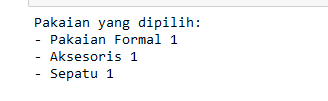 Pakaian yang dipilih:
- Pakaian Formal 1
- Aksesoris 1
- Sepatu 1